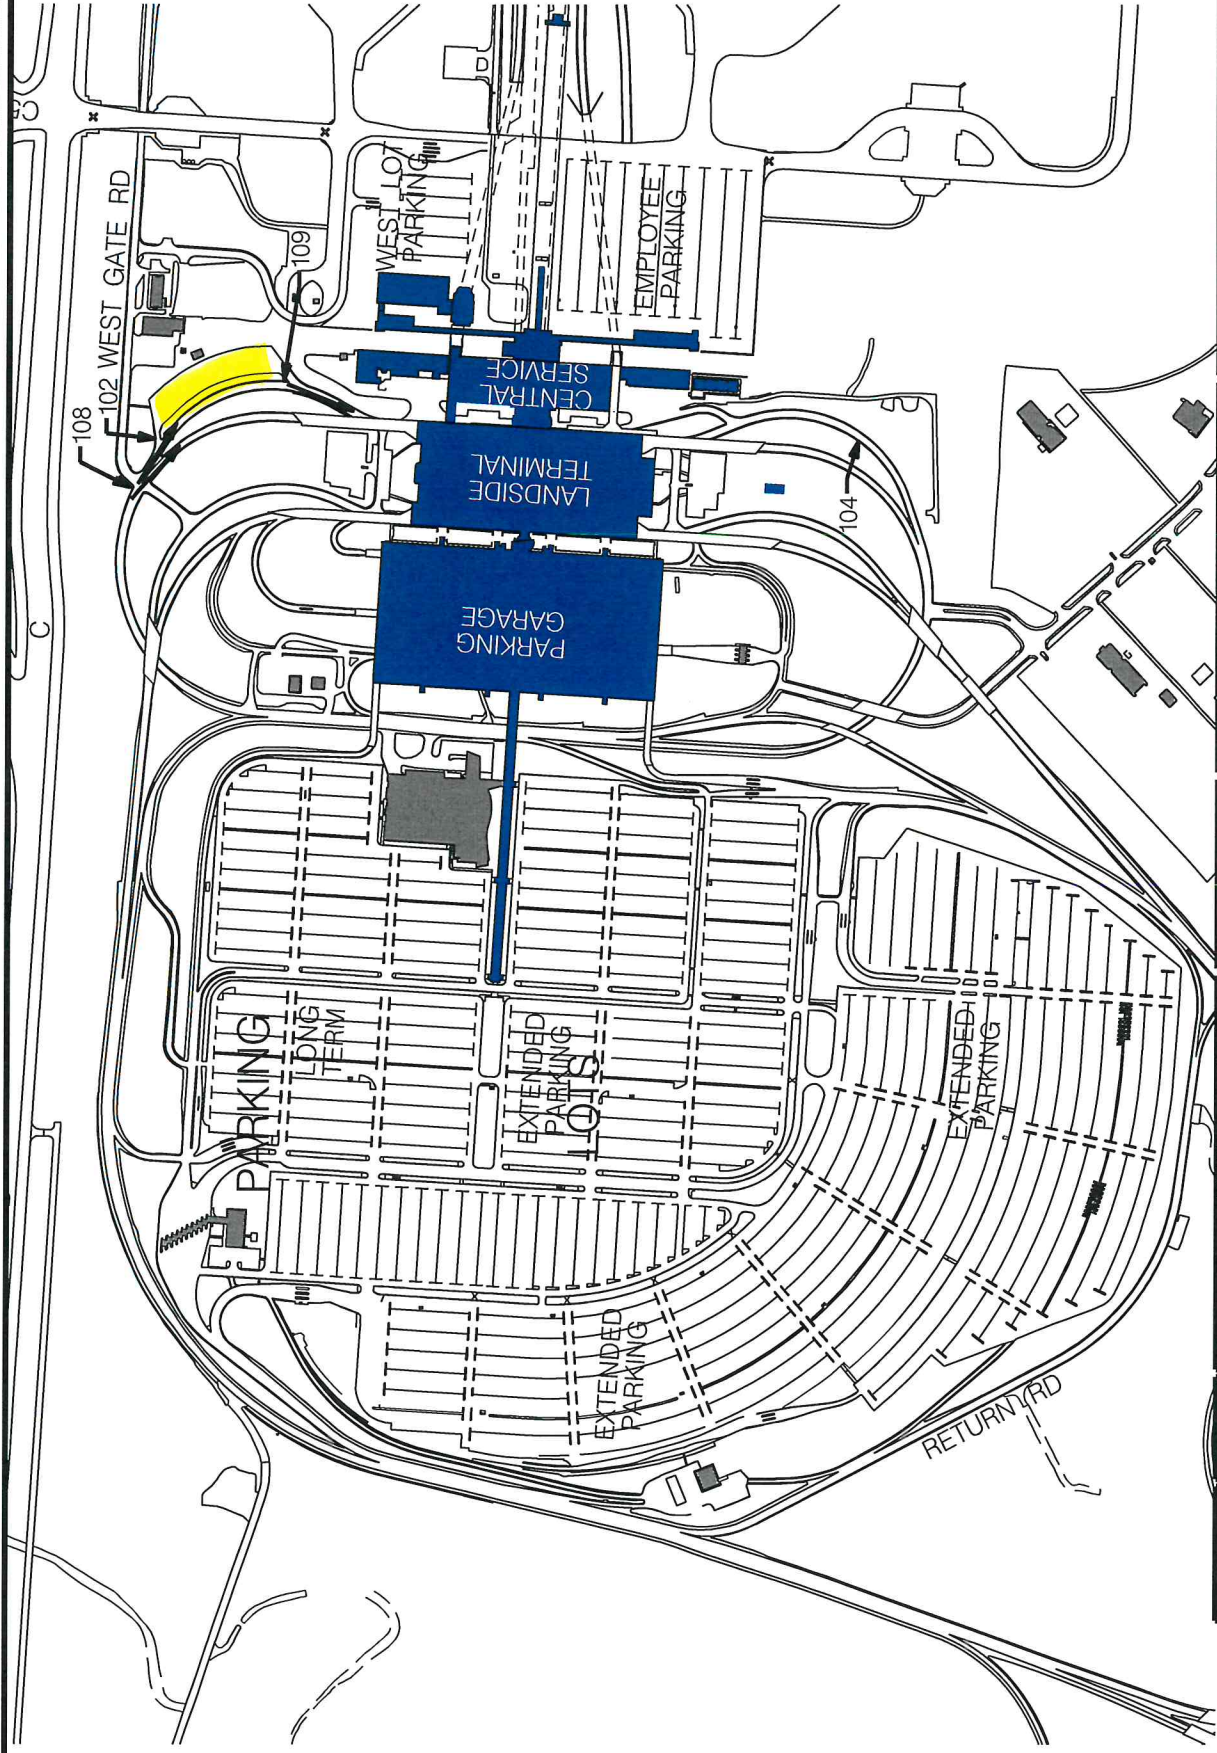 C
102 WEST GATE RD
108
109
WEST LOT
PARKING
EMPLOYEE
PARKING
CENTRAL
SERVICE
LANDSIDE
TERMINAL
104
PARKING
GARAGE
C
G
PARKING
LOTS
LONG
TERM
EXTENDED
PARKING
EXTENDED
PARKING
EXTENDED
PARKING
RETURN RD